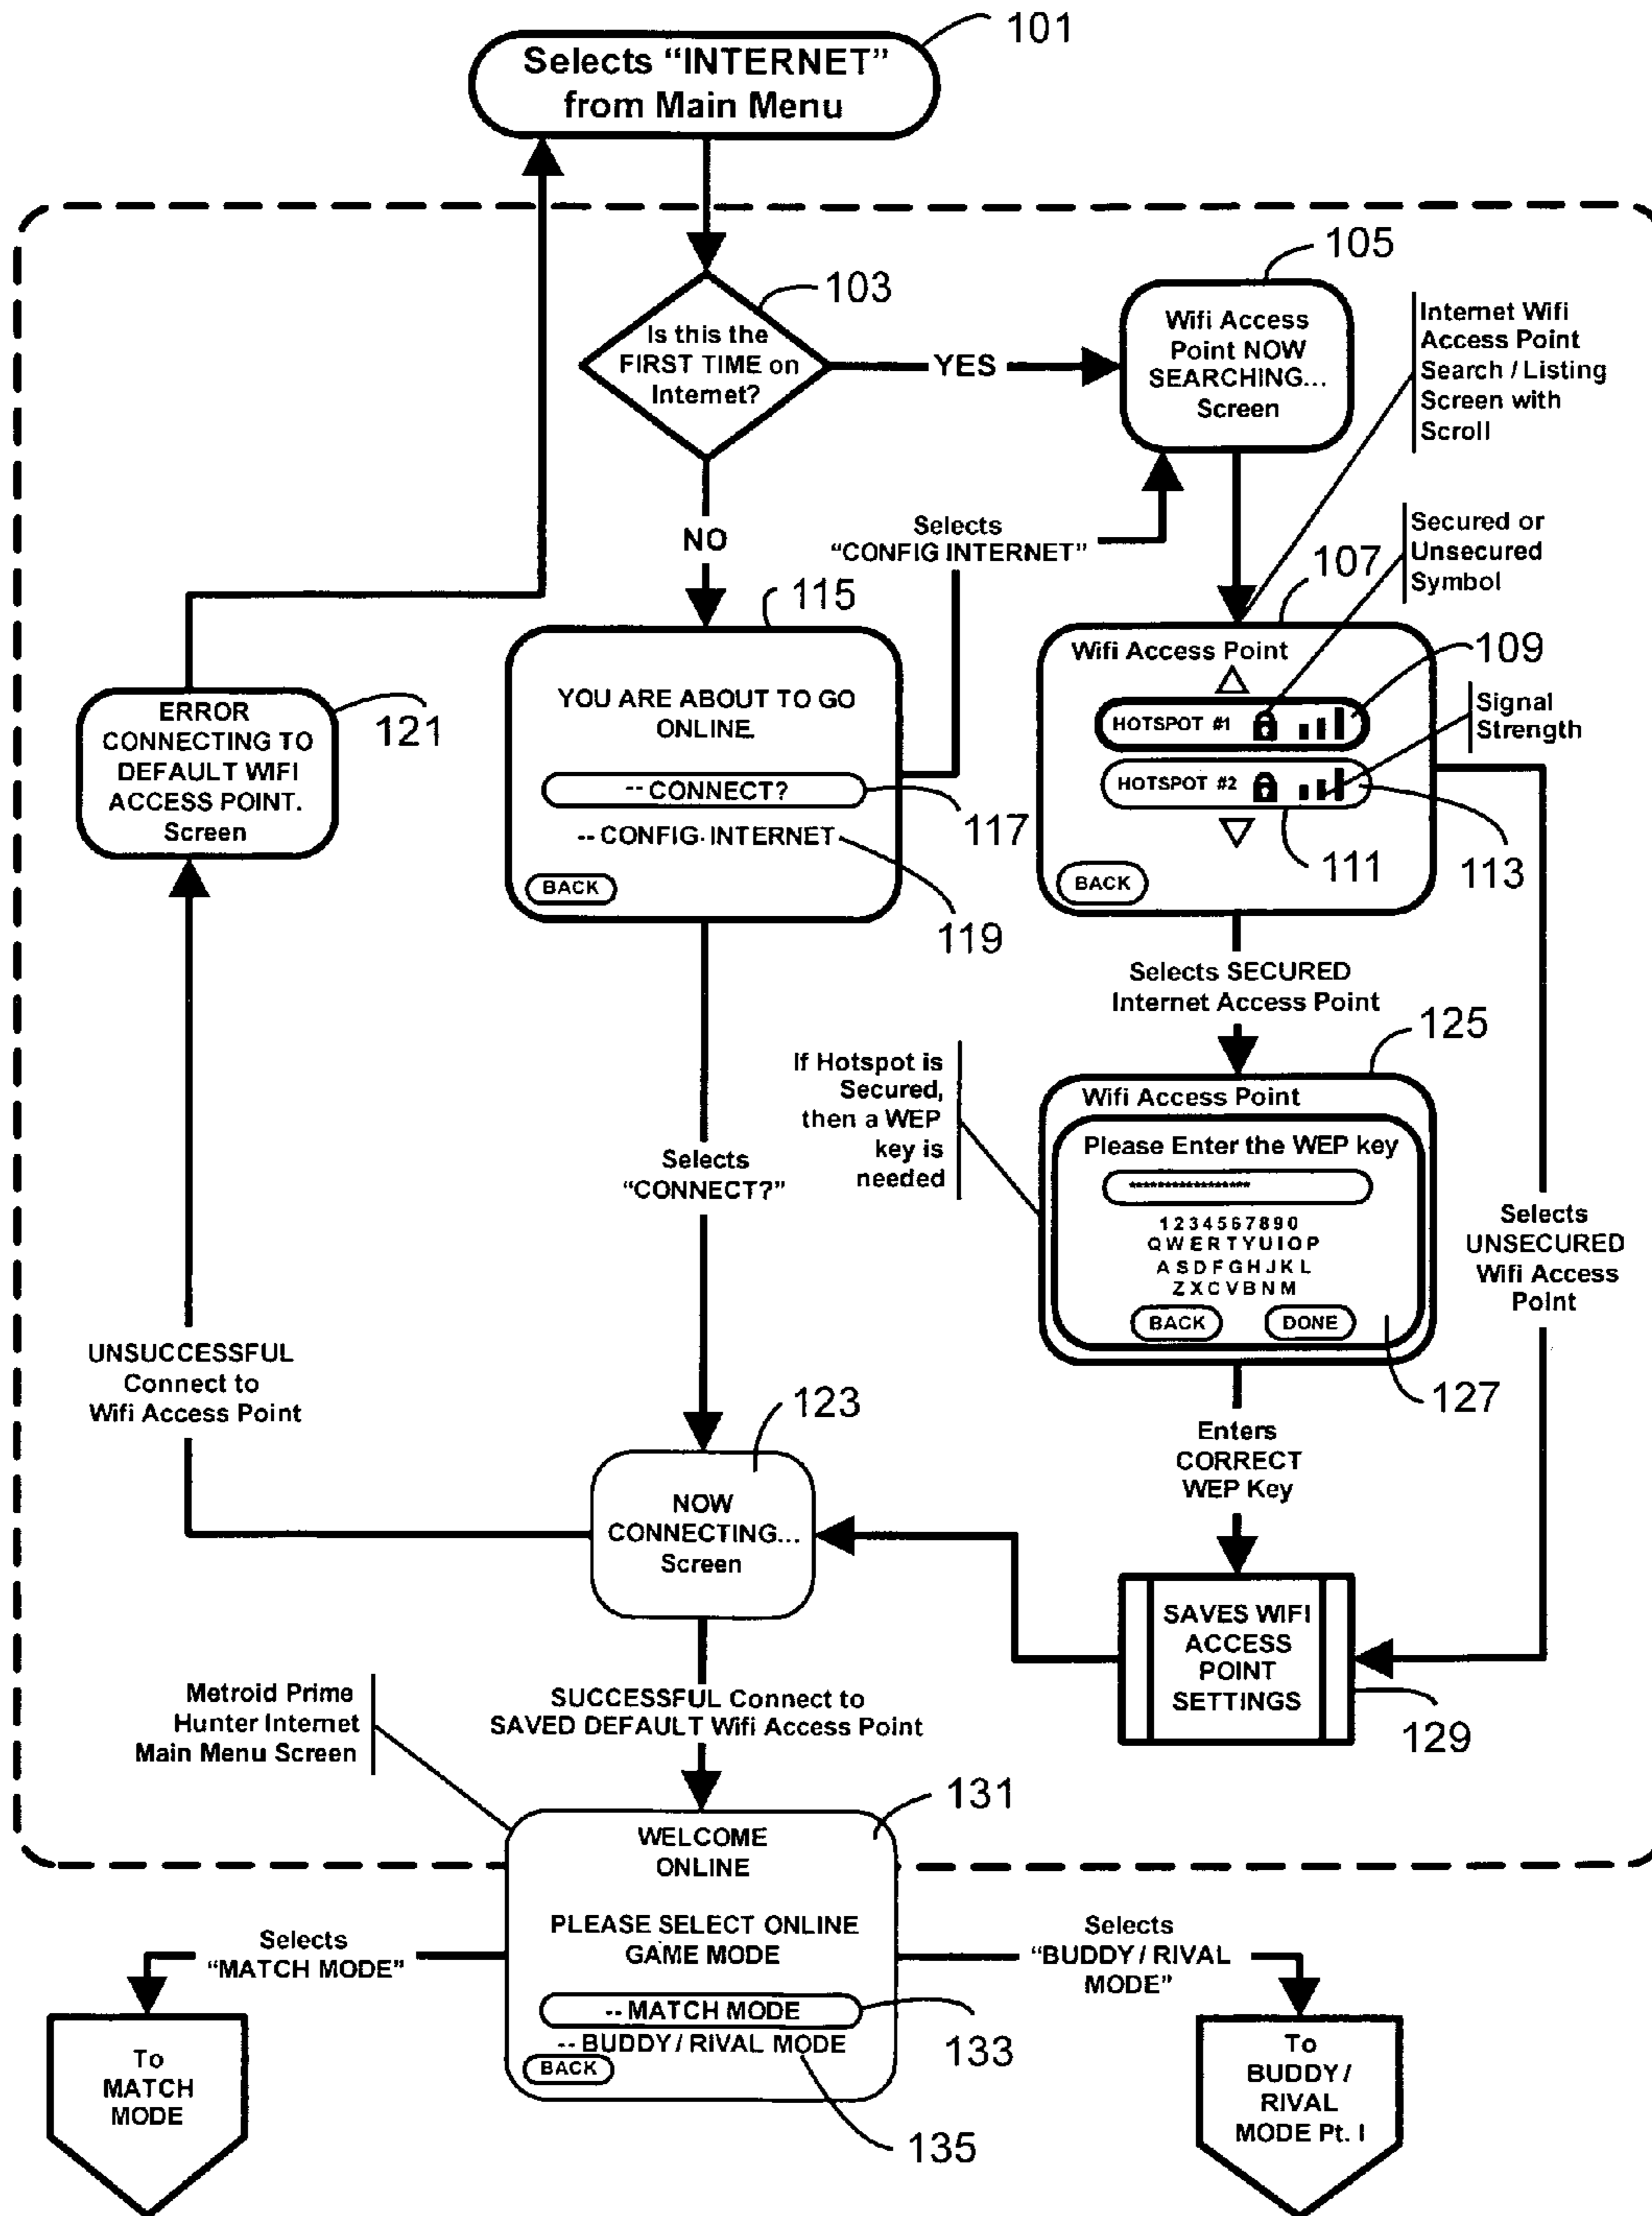 101
Selects “INTERNET”
from Main Menu
103
Is this the
FIRST TIME on
Internet?
YES
105
Wifi Access
Point NOW
SEARCHING...
Screen
Internet Wifi
Access Point
Search / Listing
Screen with
Scroll
NO
Selects
“CONFIG INTERNET”
Secured or
Unsecured
Symbol
107
115
YOU ARE ABOUT TO GO
ONLINE.
-- CONNECT?
-- CONFIG. INTERNET
BACK
117
119
Wifi Access Point
HOTSPOT #1
HOTSPOT #2
BACK
109
Signal
Strength
111
113
ERROR
CONNECTING TO
DEFAULT WIFI
ACCESS POINT.
Screen
121
Selects SECURED
Internet Access Point
125
If Hotspot is
Secured,
then a WEP
key is
needed
Wifi Access Point
Please Enter the WEP key
*****************
1234567890
QWERTYUIOP
ASDFGHJKL
ZXCVBNM
BACK
DONE
127
Selects
“CONNECT?”
Selects
UNSECURED
Wifi Access
Point
UNSUCCESSFUL
Connect to
Wifi Access Point
123
NOW
CONNECTING...
Screen
Enters
CORRECT
WEP Key
SAVES WIFI
ACCESS
POINT
SETTINGS
129
Metroid Prime
Hunter Internet
Main Menu Screen
SUCCESSFUL Connect to
SAVED DEFAULT Wifi Access Point
131
WELCOME
ONLINE
PLEASE SELECT ONLINE
GAME MODE
-- MATCH MODE
-- BUDDY / RIVAL MODE
BACK
133
135
Selects
“MATCH MODE”
Selects
“BUDDY / RIVAL
MODE”
To
MATCH
MODE
To
BUDDY /
RIVAL
MODE Pt. I